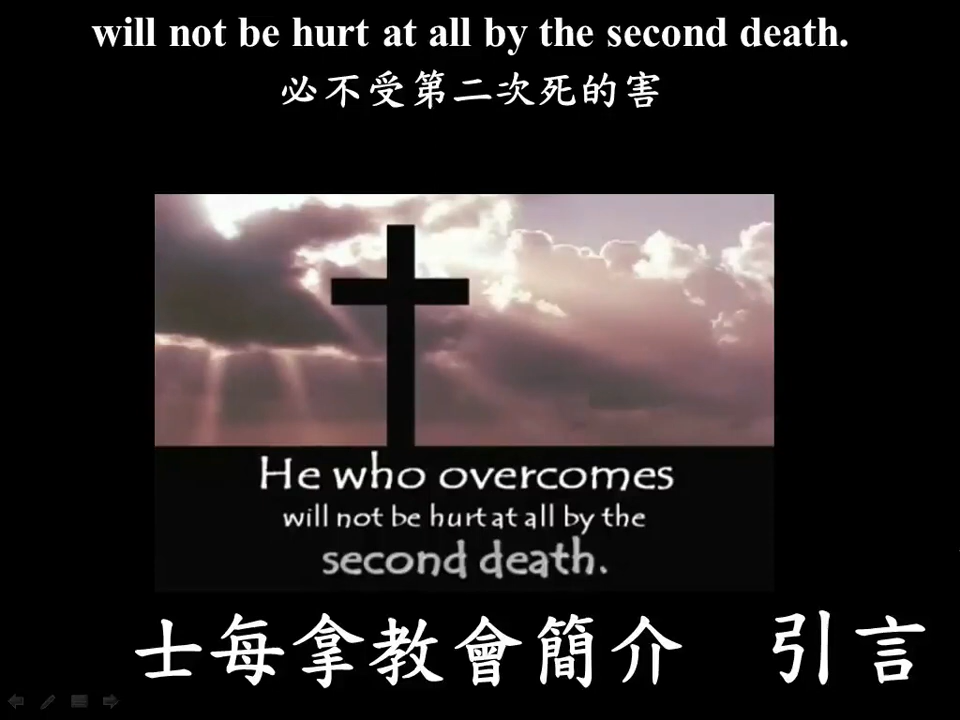 will not be hurt at all by the second death.
必不受第二次死的害
He who overcomes
will not be hurt at all by the
second death.
士每拿教會簡介 引言